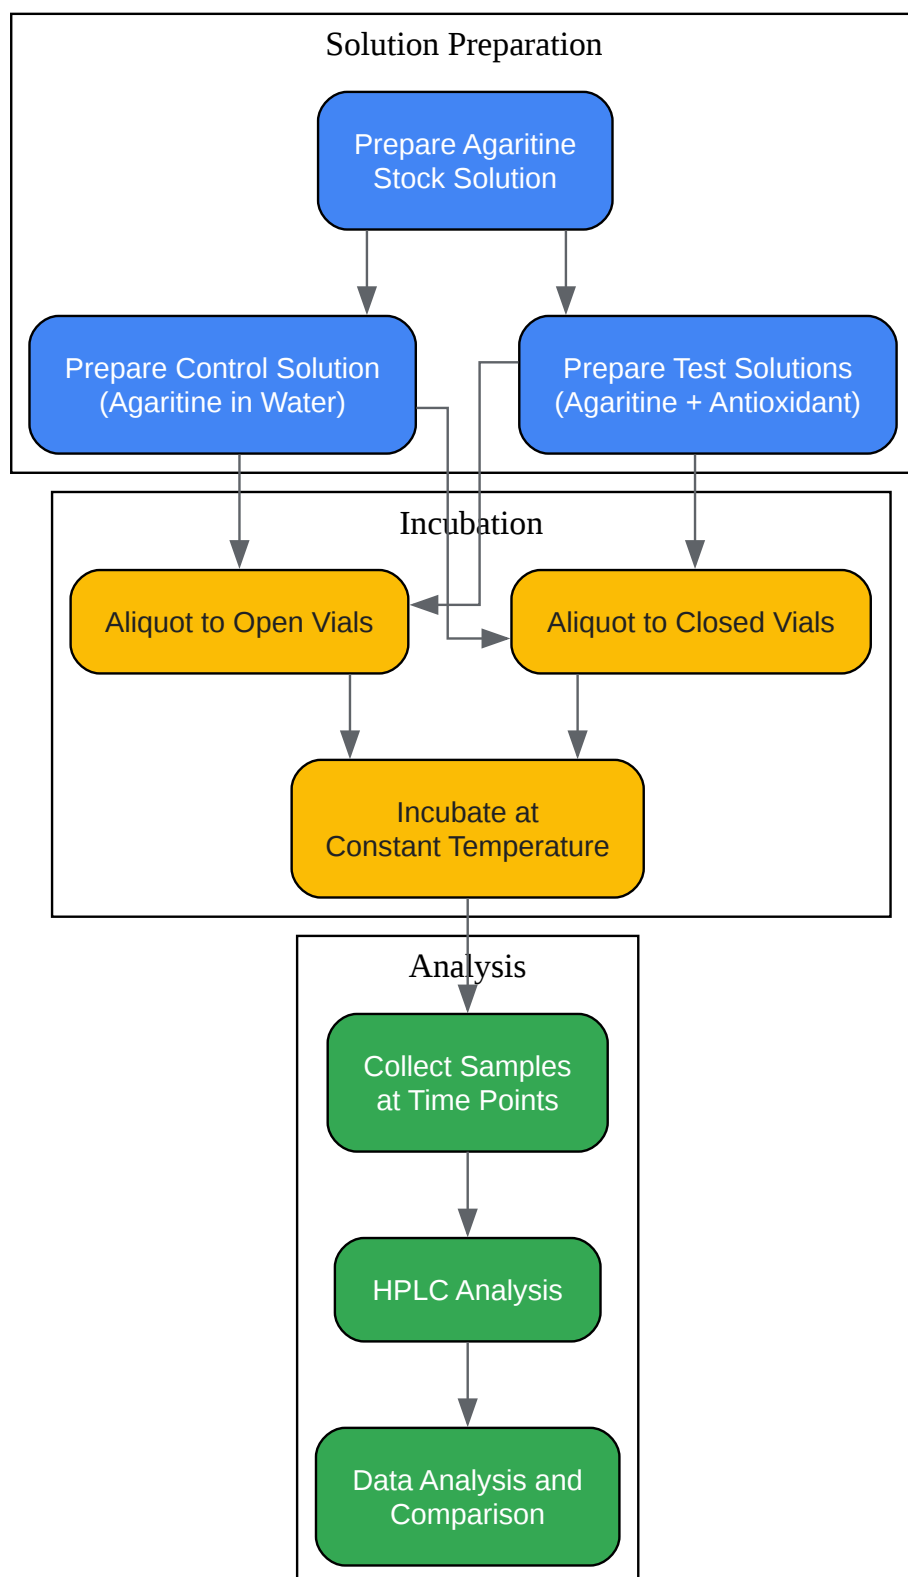 Solution Preparation
Prepare Agaritine
Stock Solution
Prepare Control Solution
(Agaritine in Water)
Prepare Test Solutions
(Agaritine + Antioxidant)
Incubation
Aliquot to Open Vials
Aliquot to Closed Vials
Incubate at
Constant Temperature
Analysis
Collect Samples
at Time Points
HPLC Analysis
Data Analysis and
Comparison